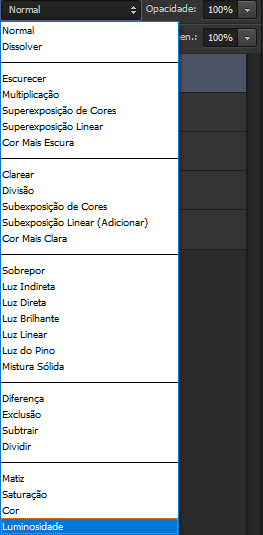 Normal Opacidade: 100%
Normal een.: 100%
Dissolver
Escurecer
Multiplicação
Superexposição de Cores
Superexposição Linear
Cor Mais Escura
Clarear
Divisão
Subexposição de Cores
Subexposição Linear (Adicionar)
Cor Mais Clara
Sobrepor
Luz Indireta
Luz Direta
Luz Brilhante
Luz Linear
Luz do Pino
Mistura Sólida
Diferença
Exclusão
Subtrair
Dividir
Matiz
Saturação
Cor
Luminosidade